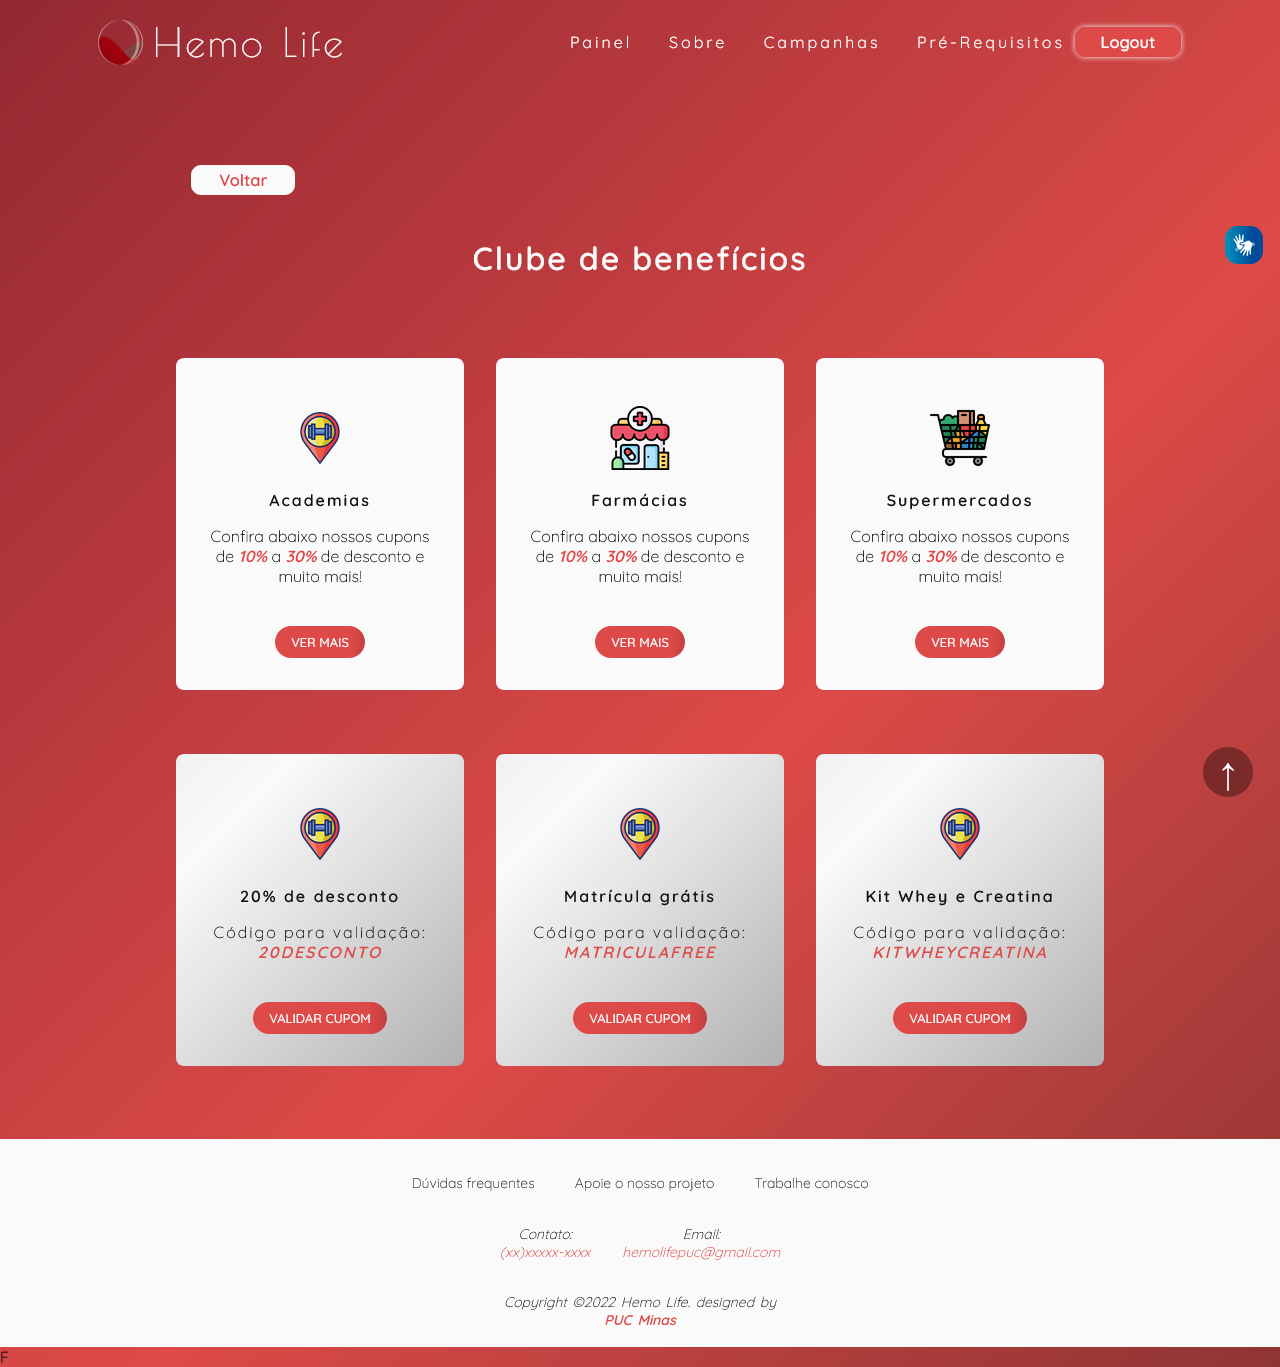 Hemo Life
Painel Sobre Campanhas Pré-Requisitos Logout
Voltar
Clube de benefícios
Academias
Confira abaixo nossos cupons
de 10% a 30% de desconto e
muito mais!
VER MAIS
Farmácias
Confira abaixo nossos cupons
de 10% a 30% de desconto e
muito mais!
VER MAIS
Supermercados
Confira abaixo nossos cupons
de 10% a 30% de desconto e
muito mais!
VER MAIS
↑
20% de desconto
Código para validação:
20DESCONTO
VALIDAR CUPOM
Matrícula grátis
Código para validação:
MATRICULAFREE
VALIDAR CUPOM
Kit Whey e Creatina
Código para validação:
KITWHEYCREATINA
VALIDAR CUPOM
Dúvidas frequentes Apoie o nosso projeto Trabalhe conosco
Contato:
(xx)xxxxx-xxxx
Email:
hemolifepuc@gmail.com
Copyright ©2022 Hemo Life. designed by
PUC Minas
F